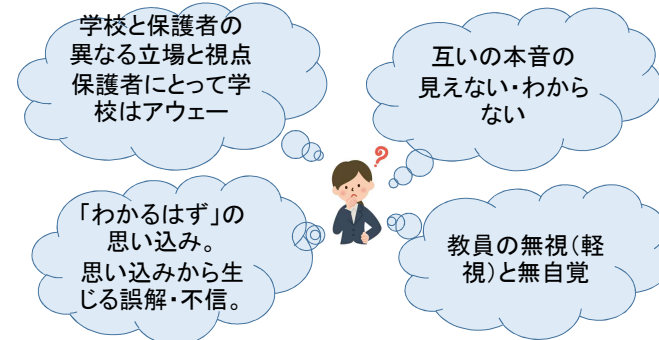 学校と保護者の
異なる立場と視点
保護者にとって学
校はアウェー
互いの本音の
見えない・わから
ない
「わかるはず」の
思い込み。
思い込みから生
じる誤解・不信。
教員の無視(軽
視)と無自覚
?